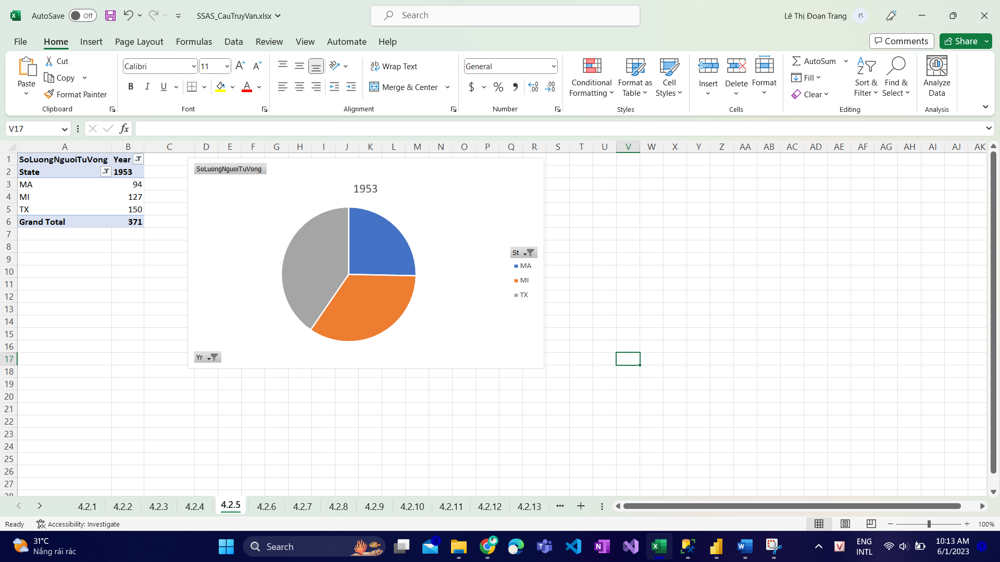 AutoSave Off SSAS_CauTruyVan.xlsx Search Lê Thị Đoan Trang
File Home Insert Page Layout Formulas Data Review View Automate Help Comments Share
Paste Cut Copy Format Painter Clipboard
Calibri 11 B I U A Font
Wrap Text Merge & Center Alignment
General $ % Number
Conditional Formatting Format as Table Cell Styles Styles
Insert Delete Format Cells
AutoSum Fill Clear Sort & Filter Find & Select Editing
Analyze Data Analysis
V17 fx
A B C D E F G H I J K L M N O P Q R S T U V W X Y Z AA AB AC AD AE AF AG AH AI AJ AK
1 SoLuongNguoiTuVong Year
2 State 1953
3 MA 94
4 MI 127
5 TX 150
6 Grand Total 371
7
8
9
10
11
12
13
14
15
16
17
18
19
20
21
22
23
24
25
26
27
28
SoLuongNguoiTuVong
1953
St
MA
MI
TX
Yr
4.2.1 4.2.2 4.2.3 4.2.4 4.2.5 4.2.6 4.2.7 4.2.8 4.2.9 4.2.10 4.2.11 4.2.12 4.2.13
Ready Accessibility: Investigate 100%
31°C
Nắng rải rác
Search
ENG
INTL
10:13 AM
6/1/2023